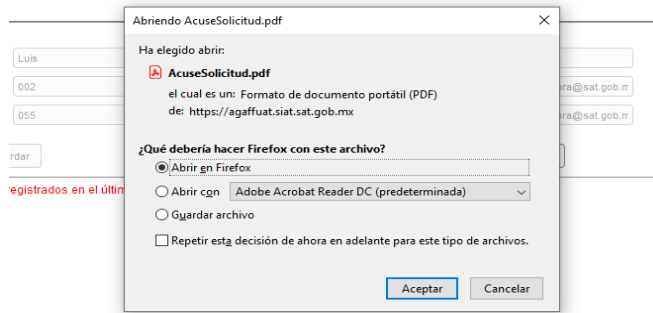 Abriendo AcuseSolicitud.pdf
Ha elegido abrir:
AcuseSolicitud.pdf
el cual es un: Formato de documento portátil (PDF)
de: https://agaffuat.siat.sat.gob.mx
¿Qué debería hacer Firefox con este archivo?
Abrir en Firefox
Abrir con Adobe Acrobat Reader DC (predeterminada)
Guardar archivo
Repetir esta decisión de ahora en adelante para este tipo de archivos.
Aceptar Cancelar
Luis
002 ra@sat.gob.m
055 ora@sat.gob.m
rdar
egistrados en el últim